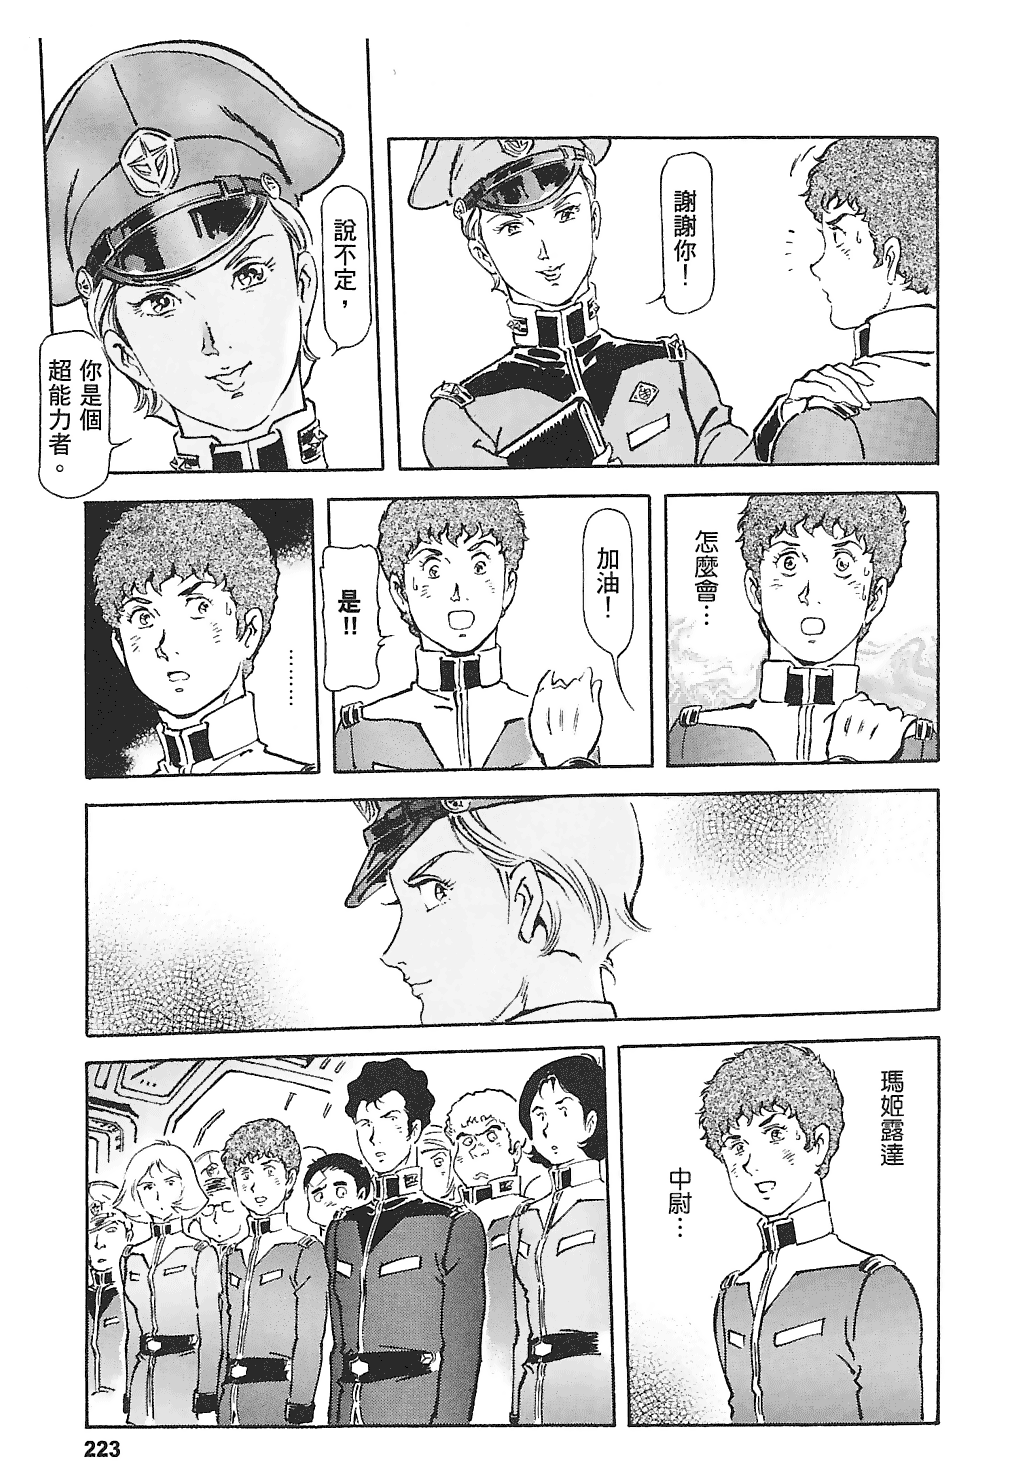 謝謝你！
說不定，
你是個
超能力者。
怎麼會…
加油！
是!!
…………
瑪姬露達
中尉…
223